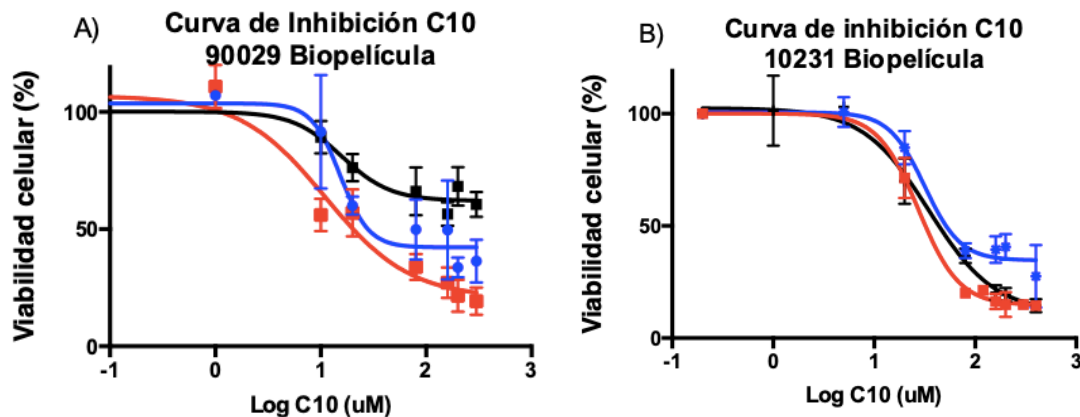 A)
Curva de Inhibición C10
90029 Biopelícula
Viabilidad celular (%)
100
50
0
-1
0
1
2
3
Log C10 (uM)
B)
Curva de inhibición C10
10231 Biopelícula
Viabilidad celular (%)
100
50
0
-1
0
1
2
3
Log C10 (uM)